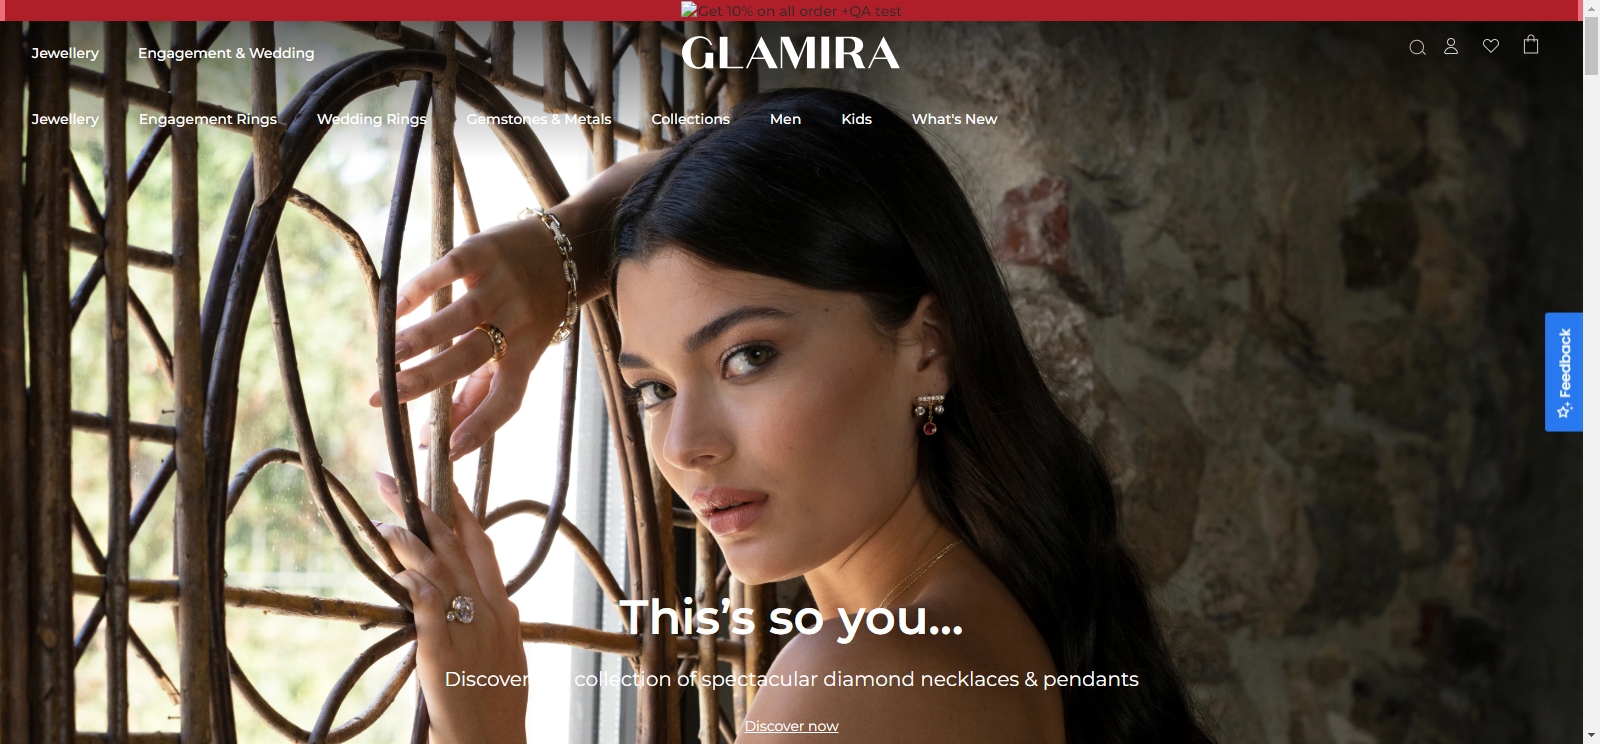 Get 10% on all order +QA test
Jewellery Engagement & Wedding
GLAMIRA
Jewellery Engagement Rings Wedding Rings Gemstones & Metals Collections Men Kids What's New
Feedback
This's so you...
Discover collection of spectacular diamond necklaces & pendants
Discover now